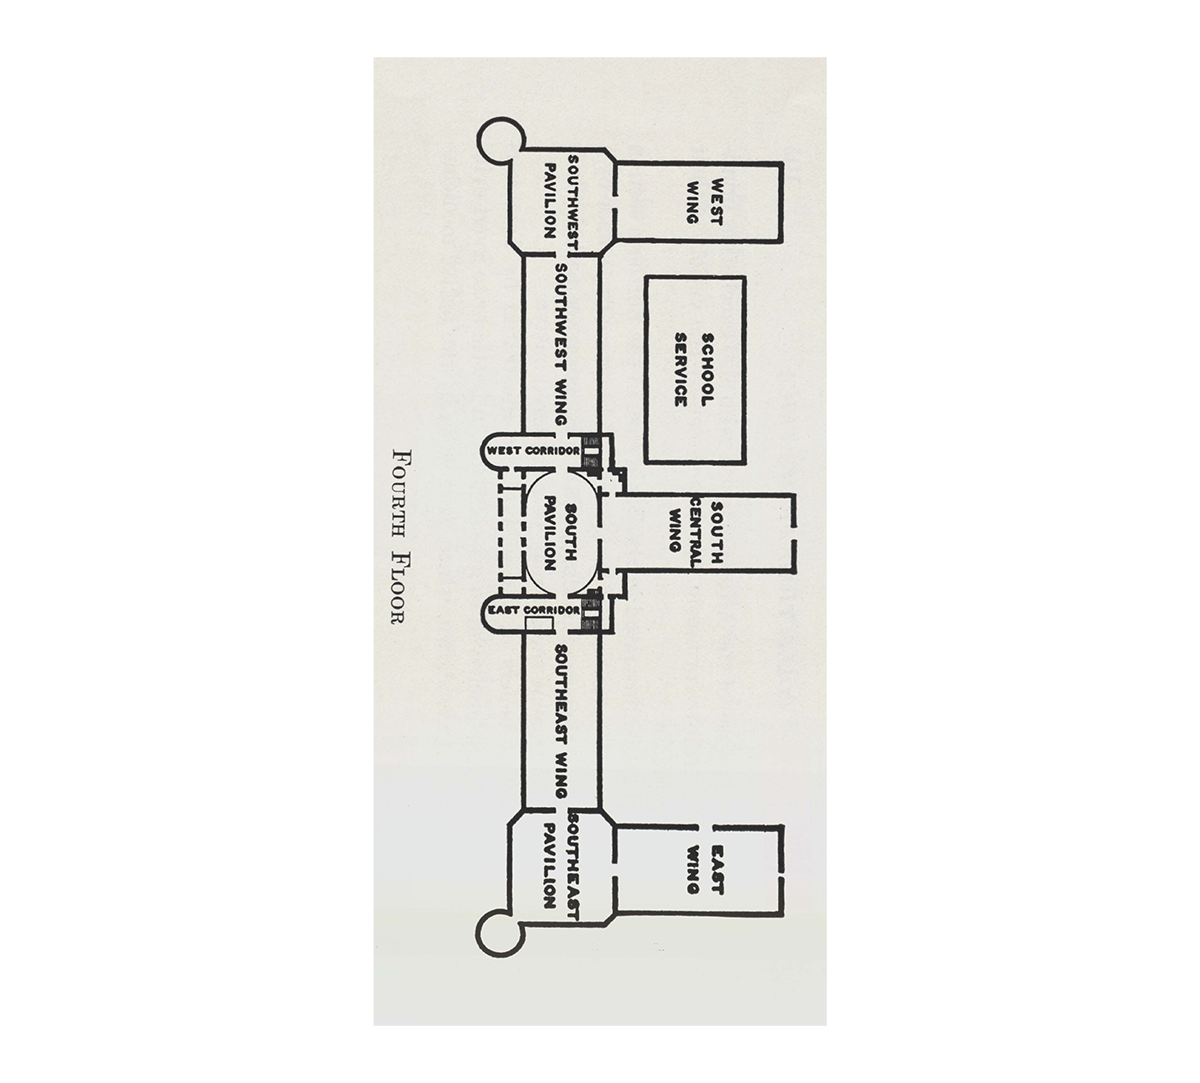 WEST
WING
SOUTHWEST
PAVILION
SOUTHWEST WING
SCHOOL
SERVICE
WEST CORRIDOR
SOUTH
PAVILION
SOUTH
CENTRAL
WING
EAST CORRIDOR
SOUTHEAST WING
SOUTHEAST
PAVILION
EAST
WING
FOURTH FLOOR